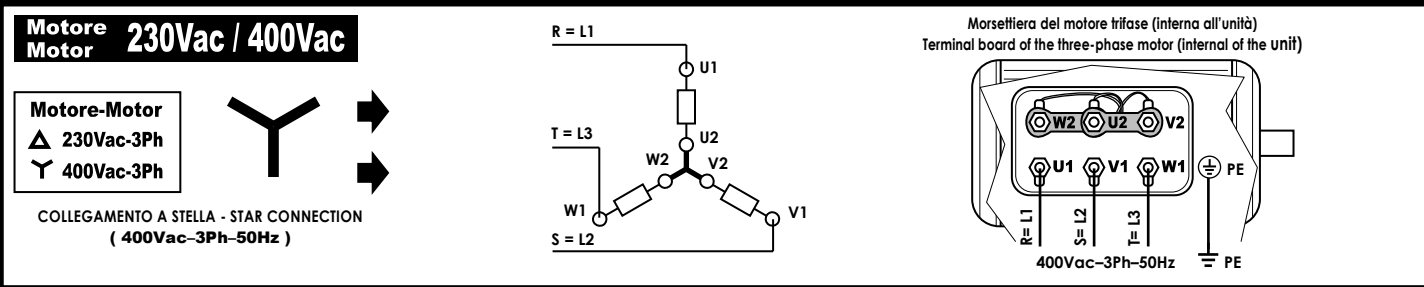 Motore
Motor
230Vac / 400Vac
Motore-Motor
Δ 230Vac-3Ph
Y 400Vac-3Ph
COLLEGAMENTO A STELLA - STAR CONNECTION
( 400Vac–3Ph–50Hz )
R = L1
U1
T = L3
U2
W2
V2
W1
V1
S = L2
Morsettiera del motore trifase (interna all'unità)
Terminal board of the three-phase motor (internal of the unit)
W2
U2
V2
U1
V1
W1
PE
R= L1
S= L2
T= L3
400Vac–3Ph–50Hz
PE